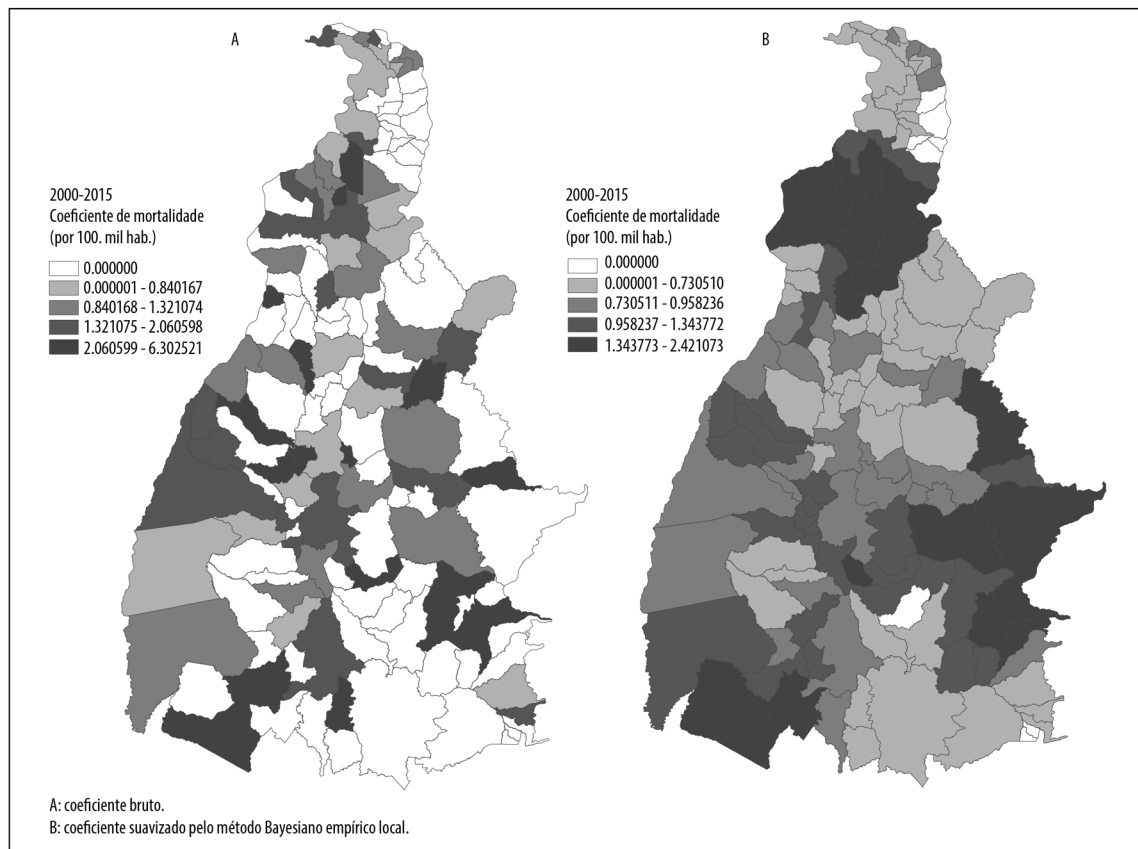 A
2000-2015
Coeficiente de mortalidade
(por 100. mil hab.)
0.000000
0.000001 - 0.840167
0.840168 - 1.321074
1.321075 - 2.060598
2.060599 - 6.302521
B
2000-2015
Coeficiente de mortalidade
(por 100. mil hab.)
0.000000
0.000001 - 0.730510
0.730511 - 0.958236
0.958237 - 1.343772
1.343773 - 2.421073
A: coeficiente bruto.
B: coeficiente suavizado pelo método Bayesiano empírico local.